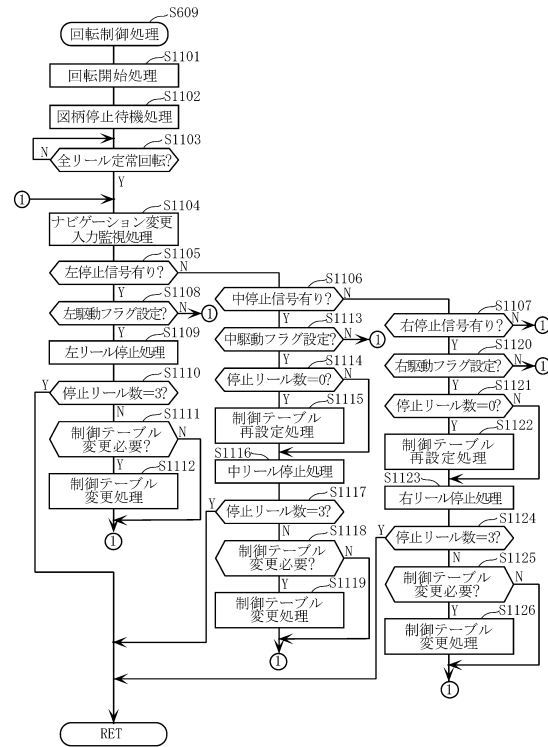 S609
回転制御処理
S1101
回転開始処理
S1102
図柄停止待機処理
S1103
N
全リール定常回転?
Y
①
S1104
ナビゲーション変更
入力監視処理
S1105
左停止信号有り?
N
Y
S1108
左駆動フラグ設定?
N
①
Y
S1109
左リール停止処理
S1110
Y
停止リール数=3?
N
S1111
制御テーブル
変更必要?
N
Y
S1112
制御テーブル
変更処理
①
S1106
中停止信号有り?
N
Y
S1113
中駆動フラグ設定?
N
①
Y
S1114
停止リール数=0?
N
Y
S1115
制御テーブル
再設定処理
S1116
中リール停止処理
S1117
Y
停止リール数=3?
N
S1118
制御テーブル
変更必要?
N
Y
S1119
制御テーブル
変更処理
①
S1107
右停止信号有り?
N
①
Y
S1120
右駆動フラグ設定?
N
①
Y
S1121
停止リール数=0?
N
Y
S1122
制御テーブル
再設定処理
S1123
右リール停止処理
S1124
Y
停止リール数=3?
N
S1125
制御テーブル
変更必要?
N
Y
S1126
制御テーブル
変更処理
①
RET